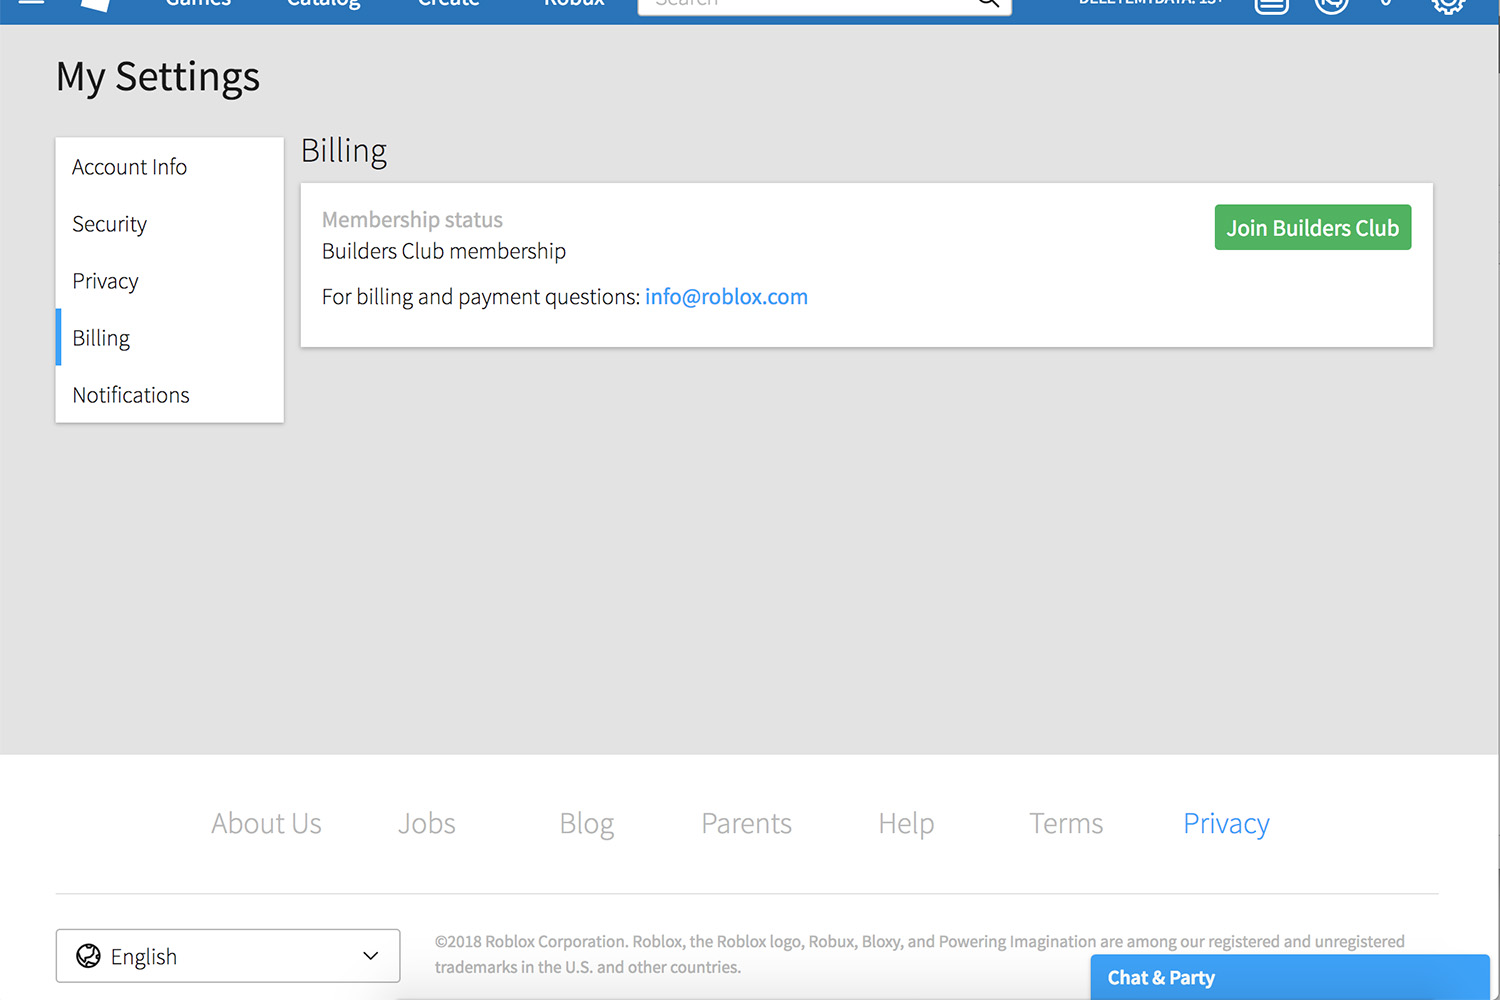 Games Catalog Create Robux Search DELETEMYDATA: 13+
My Settings
Account Info
Security
Privacy
Billing
Notifications
Billing
Membership status
Builders Club membership
Join Builders Club
For billing and payment questions: info@roblox.com
About Us Jobs Blog Parents Help Terms Privacy
English
©2018 Roblox Corporation. Roblox, the Roblox logo, Robux, Bloxy, and Powering Imagination are among our registered and unregistered
trademarks in the U.S. and other countries.
Chat & Party